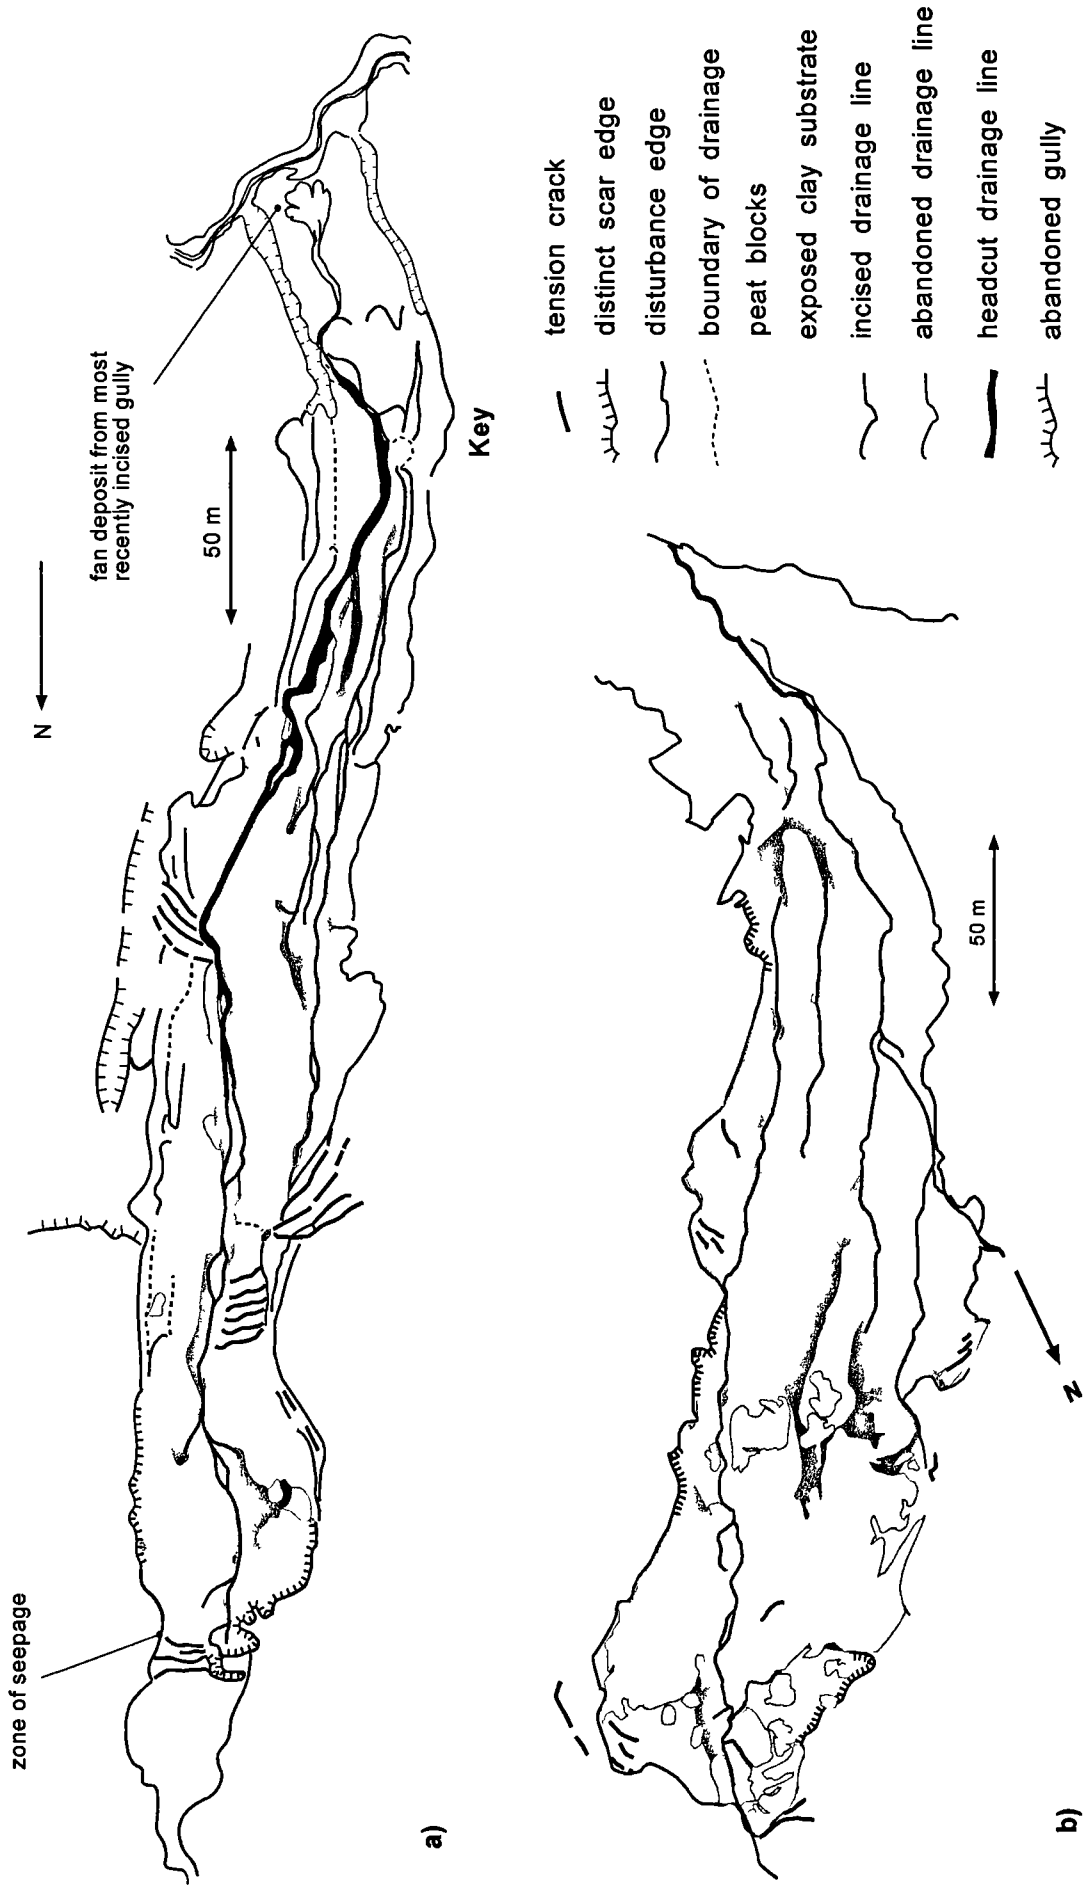 zone of seepage
fan deposit from most
recently incised gully
N
50 m
a)
Key
tension crack
distinct scar edge
disturbance edge
boundary of drainage
peat blocks
exposed clay substrate
incised drainage line
abandoned drainage line
headcut drainage line
abandoned gully
50 m
N
b)